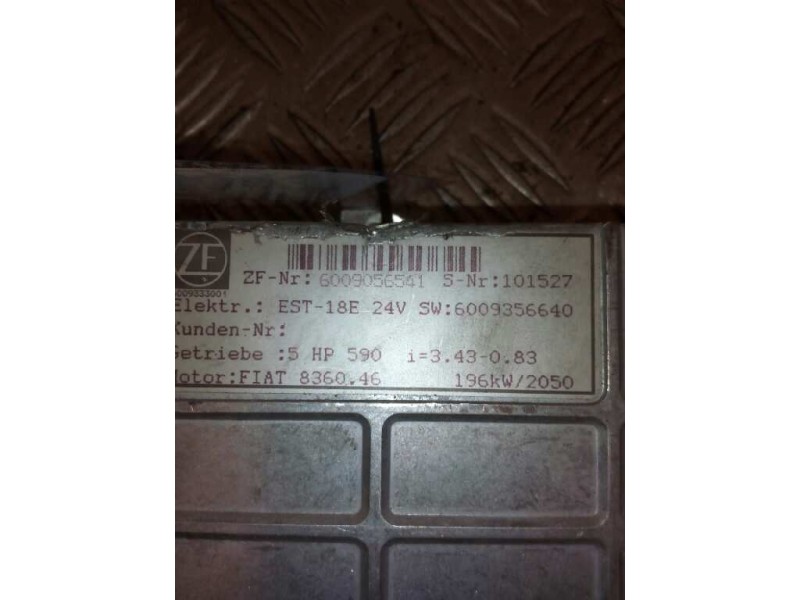 ZF
ZF-Nr: 6009056541 S-Nr:101527
Elektr.: EST-18E 24V SW:6009356640
Kunden-Nr:
Getriebe :5 HP 590 i=3.43-0.83
Motor:FIAT 8360.46 196kW/2050